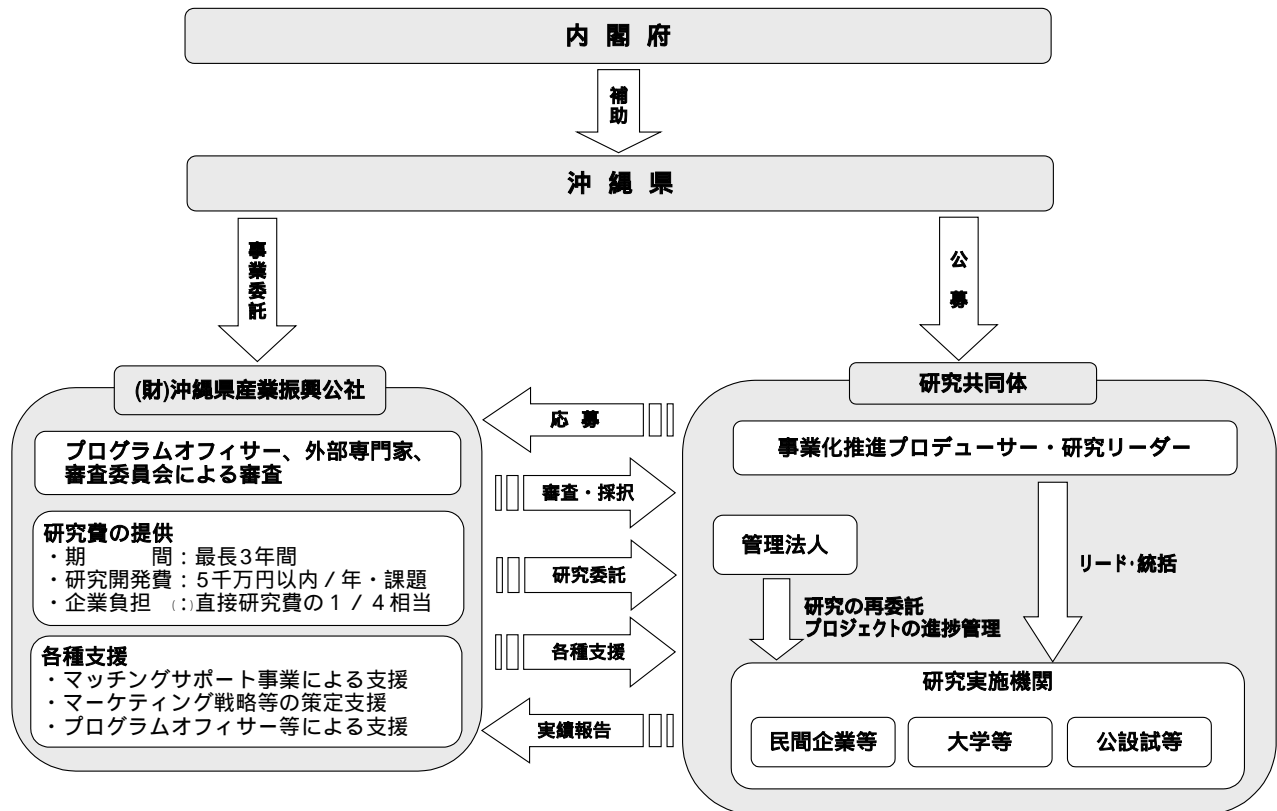 内 閣 府
補助
沖 縄 県
事業委託
公 募
(財)沖縄県産業振興公社
プログラムオフィサー、外部専門家、
審査委員会による審査
研究費の提供
・期　　　間：最長3年間
・研究開発費：5千万円以内/年・課題
・企業負担 (:)直接研究費の1/4相当
各種支援
・マッチングサポート事業による支援
・マーケティング戦略等の策定支援
・プログラムオフィサー等による支援
応 募
審査・採択
研究委託
各種支援
実績報告
研究共同体
事業化推進プロデューサー・研究リーダー
管理法人
リード・統括
研究の再委託
プロジェクトの進捗管理
研究実施機関
民間企業等
大学等
公設試等